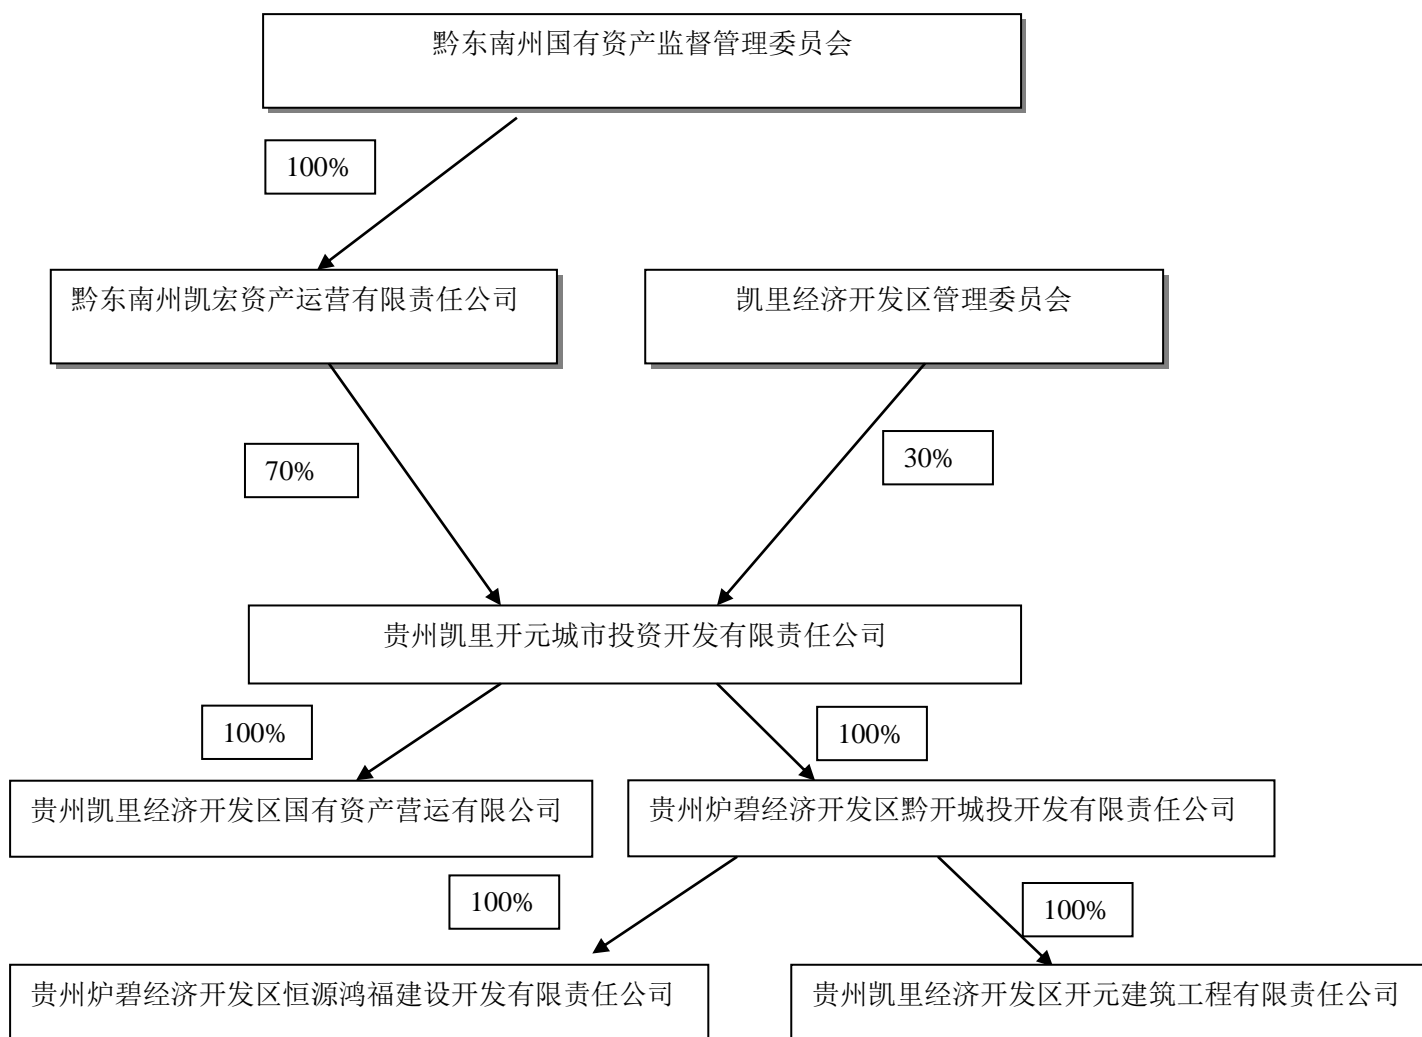 黔东南州国有资产监督管理委员会
100%
黔东南州凯宏资产运营有限责任公司
凯里经济开发区管理委员会
70%
30%
贵州凯里开元城市投资开发有限责任公司
100%
100%
贵州凯里经济开发区国有资产营运有限公司
贵州炉碧经济开发区黔开城投开发有限责任公司
100%
100%
贵州炉碧经济开发区恒源鸿福建设开发有限责任公司
贵州凯里经济开发区开元建筑工程有限责任公司